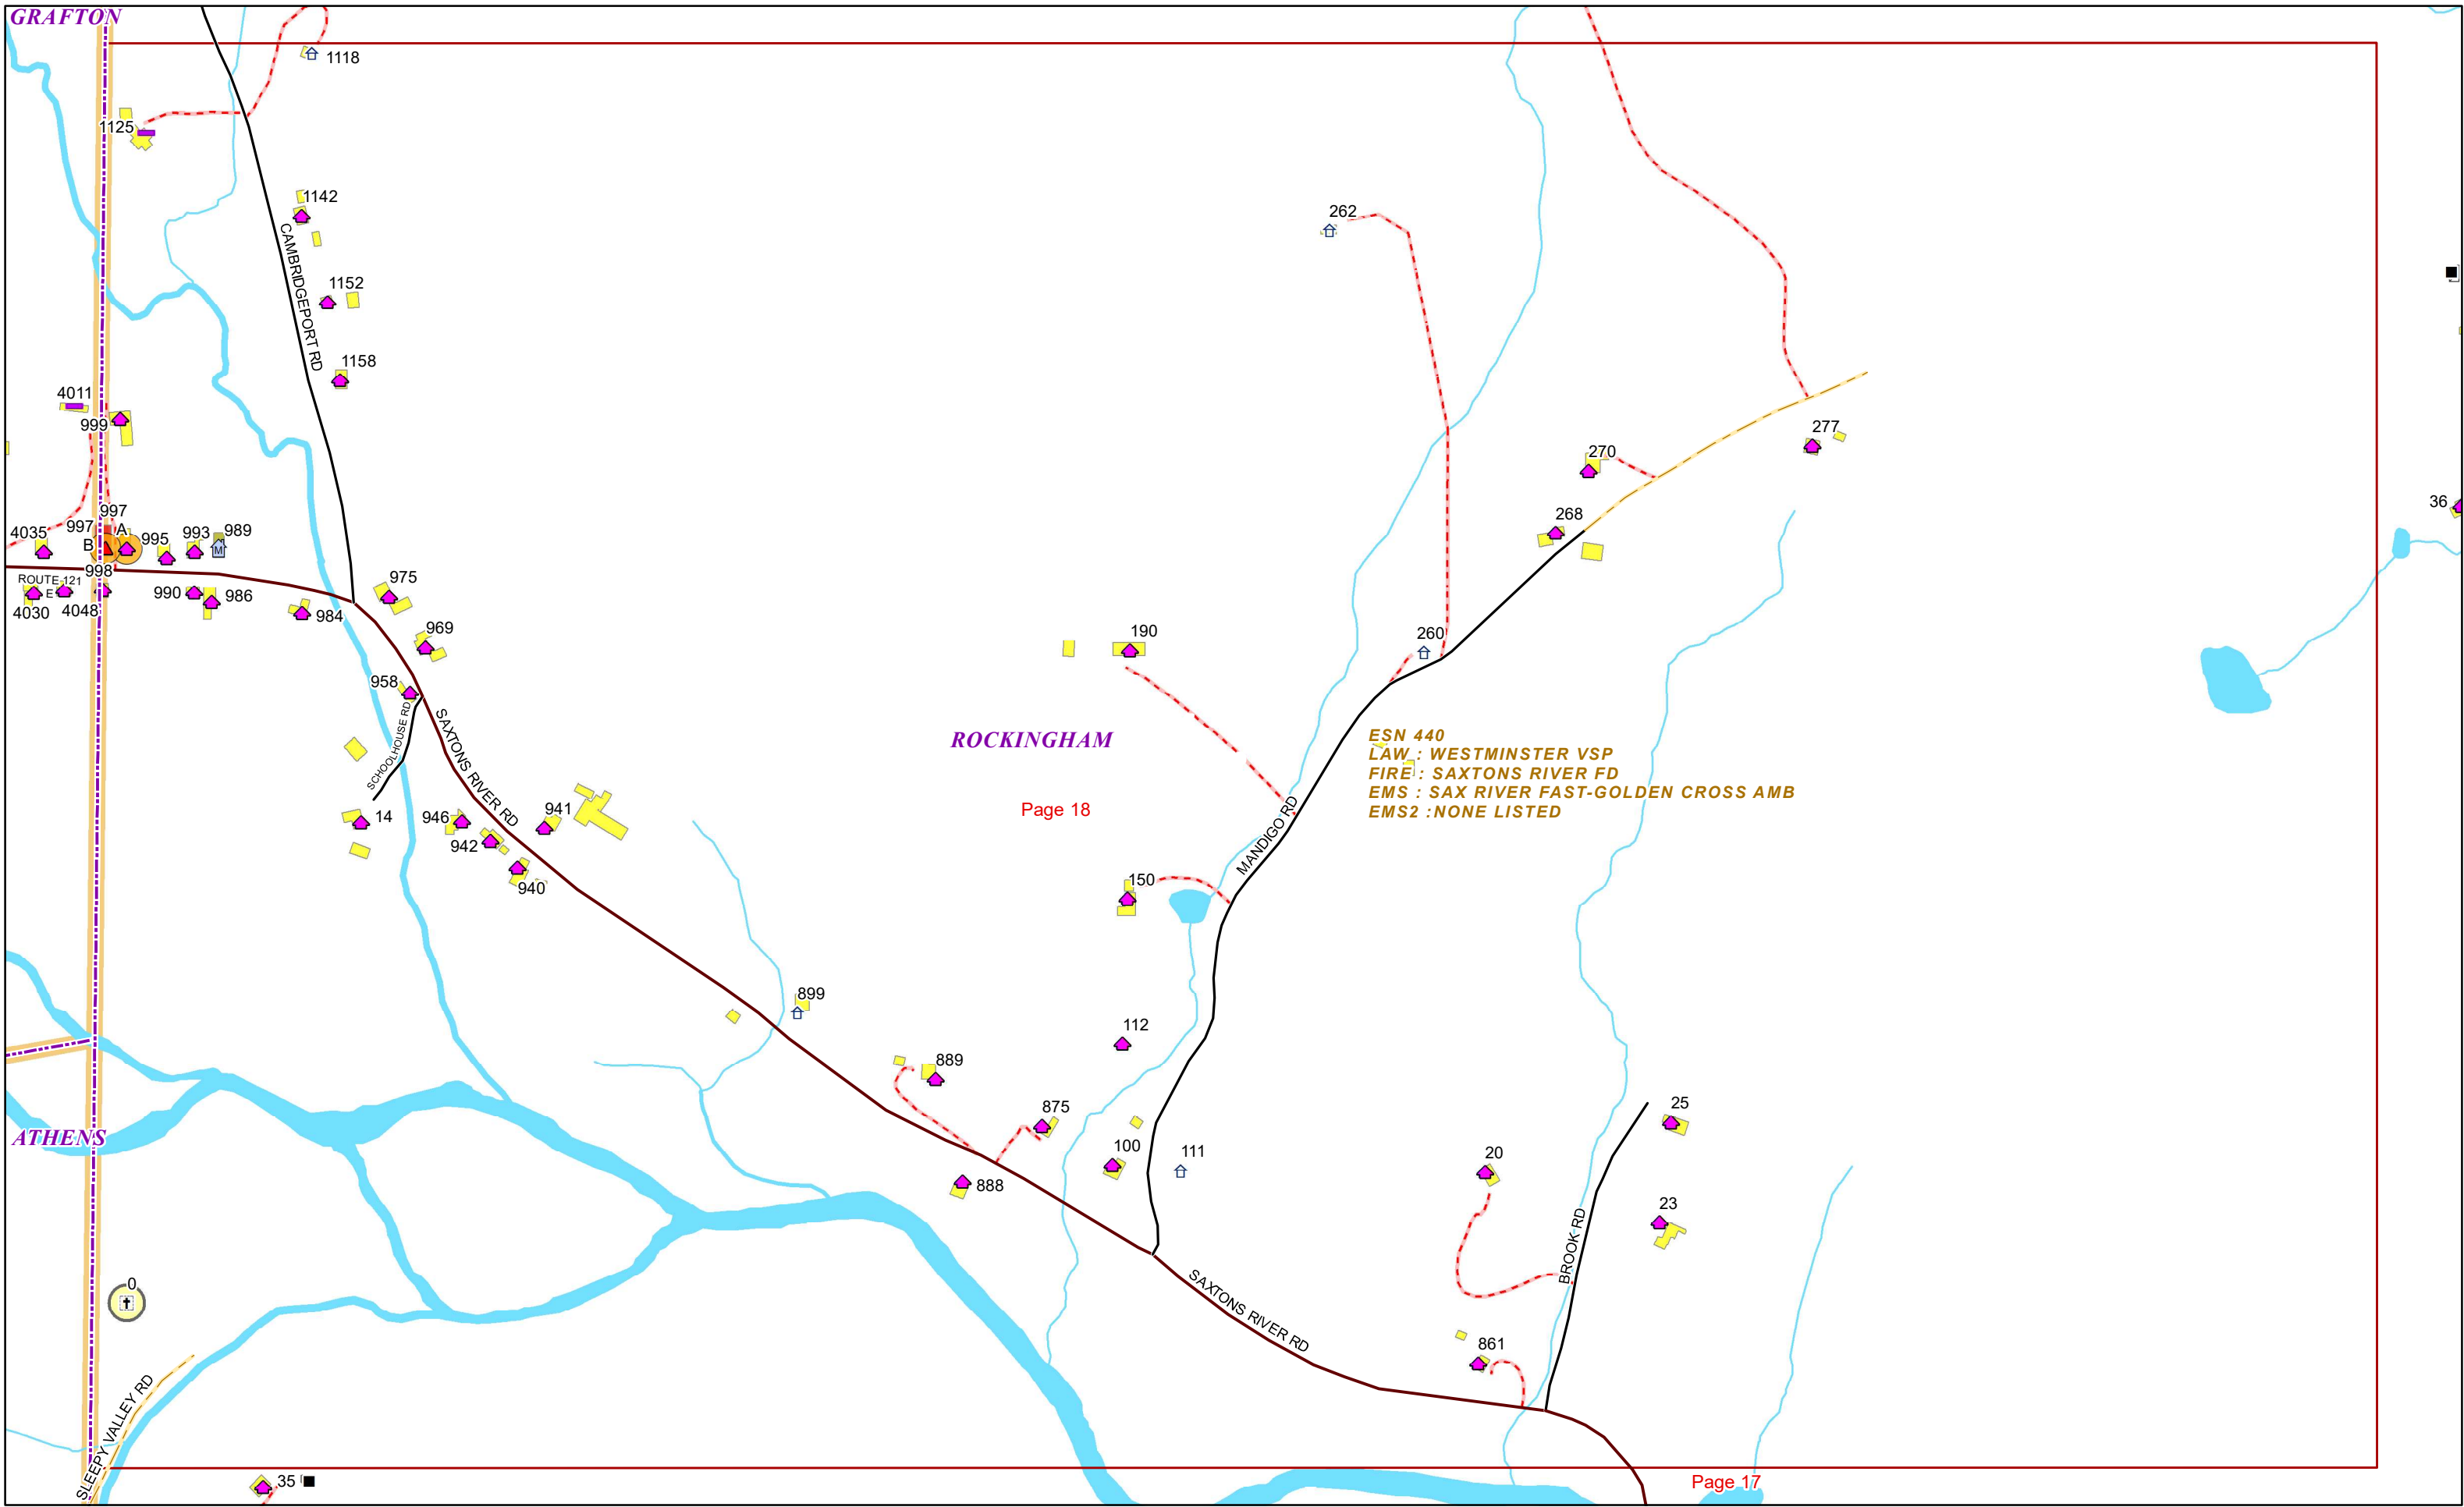 GRAFTON
1118
1125
1142
262
CAMBRIDGEPORT RD
1152
1158
4011
999
277
270
36
997
997
A
4035
995
993
989
B
M
268
998
ROUTE 121
E
4030
4048
990
986
975
984
969
190
260
958
SCHOOLHOUSE RD
SAXTONS RIVER RD
ROCKINGHAM
ESN 440
LAW : WESTMINSTER VSP
FIRE : SAXTONS RIVER FD
EMS : SAX RIVER FAST-GOLDEN CROSS AMB
EMS2 :NONE LISTED
Page 18
MANDIGO RD
14
946
941
942
940
150
899
112
889
875
25
ATHENS
100
111
20
888
23
BROOK RD
0
SAXTONS RIVER RD
861
SLEEPY VALLEY RD
35
Page 17